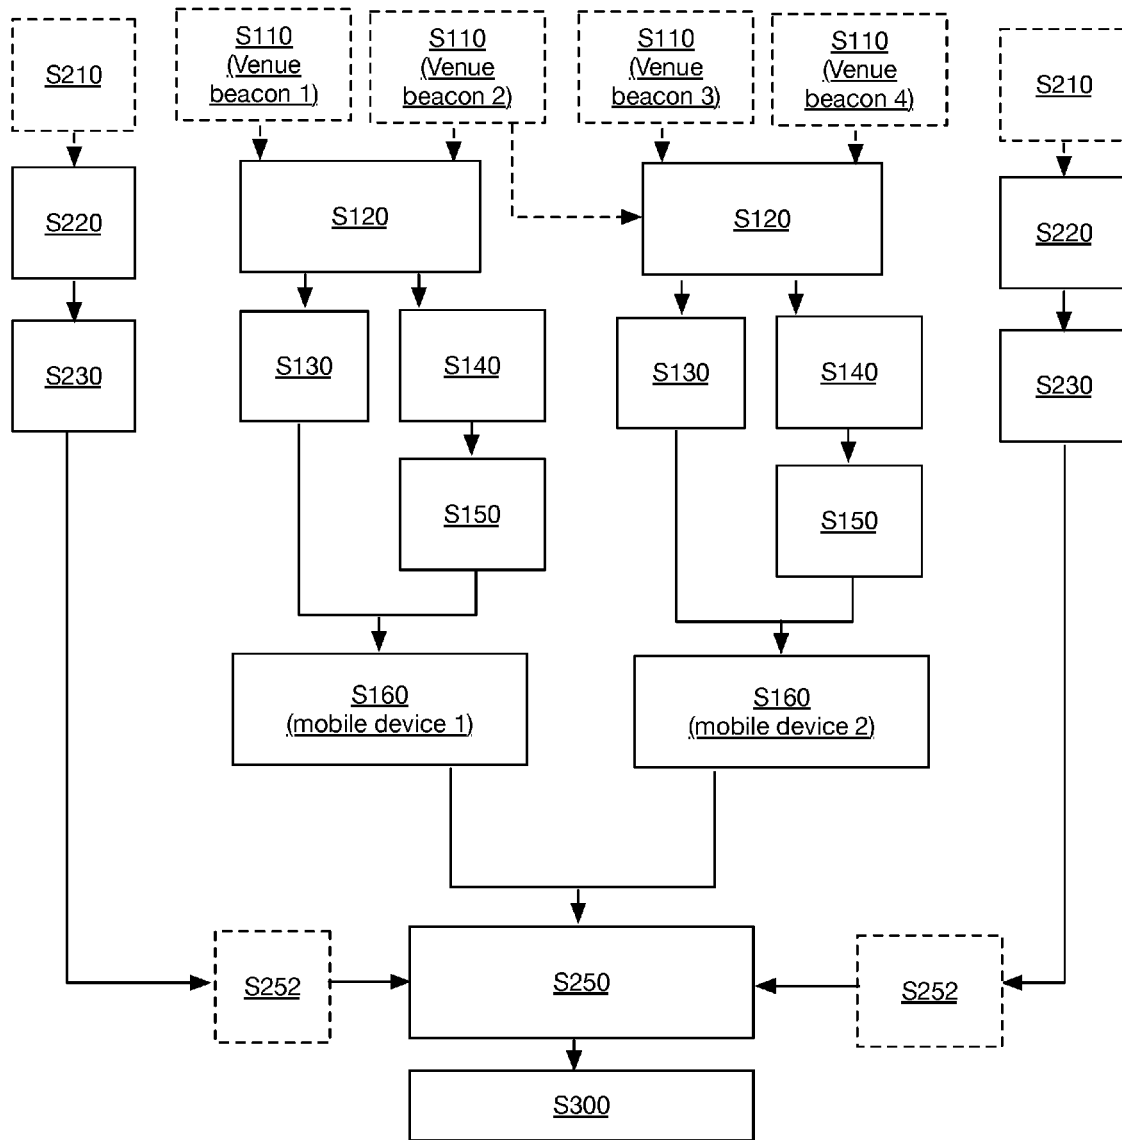 S210
S110
(Venue
beacon 1)
S110
(Venue
beacon 2)
S110
(Venue
beacon 3)
S110
(Venue
beacon 4)
S210
S220
S120
S120
S220
S230
S130
S140
S130
S140
S230
S150
S150
S160
(mobile device 1)
S160
(mobile device 2)
S252
S250
S252
S300